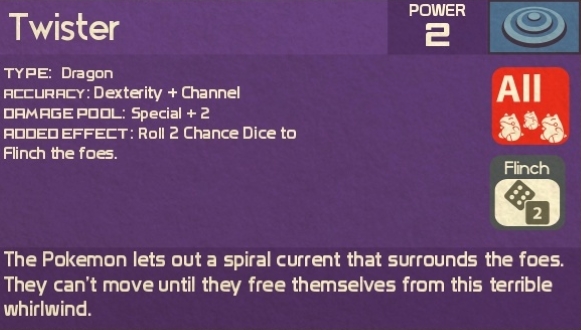 Twister
POWER
2
TYPE: Dragon
ACCURACY: Dexterity + Channel
DAMAGE POOL: Special + 2
ADDED EFFECT: Roll 2 Chance Dice to
Flinch the foes.
All
Flinch
2
The Pokemon lets out a spiral current that surrounds the foes.
They can't move until they free themselves from this terrible
whirlwind.